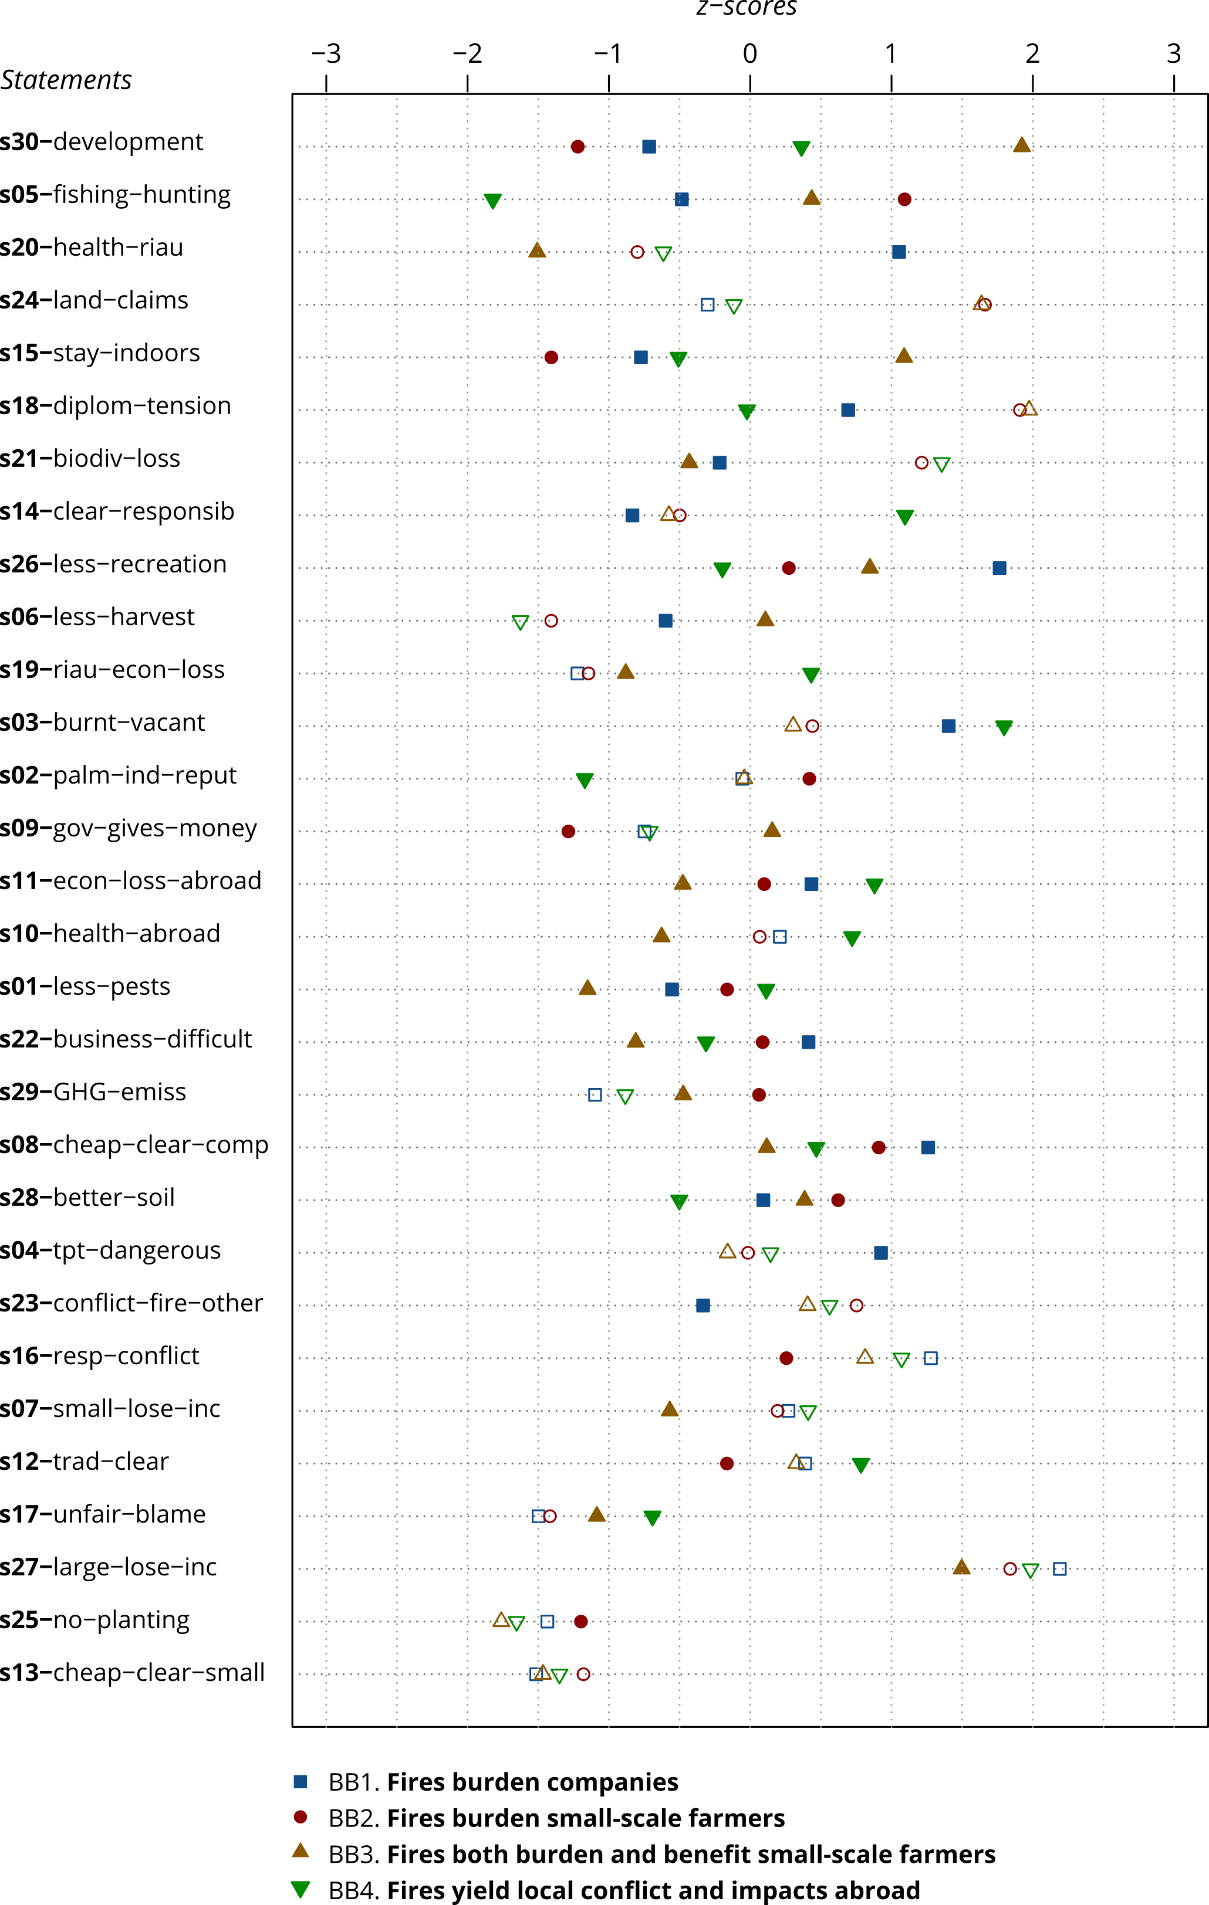 z−scores
−3 −2 −1 0 1 2 3
Statements
s30−development
s05−fishing−hunting
s20−health−riau
s24−land−claims
s15−stay−indoors
s18−diplom−tension
s21−biodiv−loss
s14−clear−responsib
s26−less−recreation
s06−less−harvest
s19−riau−econ−loss
s03−burnt−vacant
s02−palm−ind−reput
s09−gov−gives−money
s11−econ−loss−abroad
s10−health−abroad
s01−less−pests
s22−business−difficult
s29−GHG−emiss
s08−cheap−clear−comp
s28−better−soil
s04−tpt−dangerous
s23−conflict−fire−other
s16−resp−conflict
s07−small−lose−inc
s12−trad−clear
s17−unfair−blame
s27−large−lose−inc
s25−no−planting
s13−cheap−clear−small
BB1. Fires burden companies
BB2. Fires burden small-scale farmers
BB3. Fires both burden and benefit small-scale farmers
BB4. Fires yield local conflict and impacts abroad